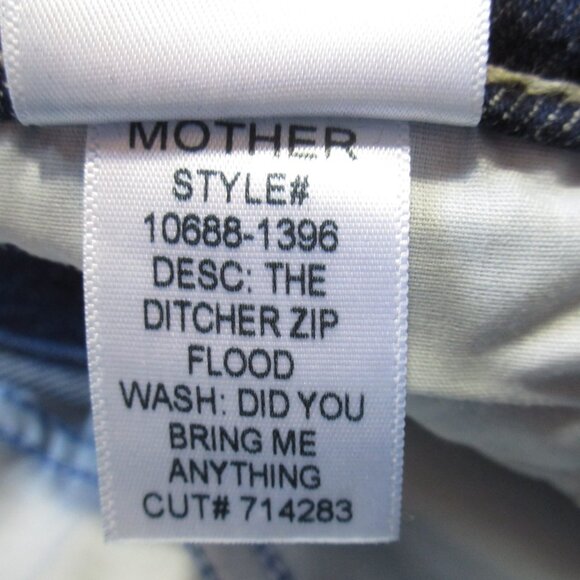 MOTHER
STYLE#
10688-1396
DESC: THE
DITCHER ZIP
FLOOD
WASH: DID YOU
BRING ME
ANYTHING
CUT# 714283